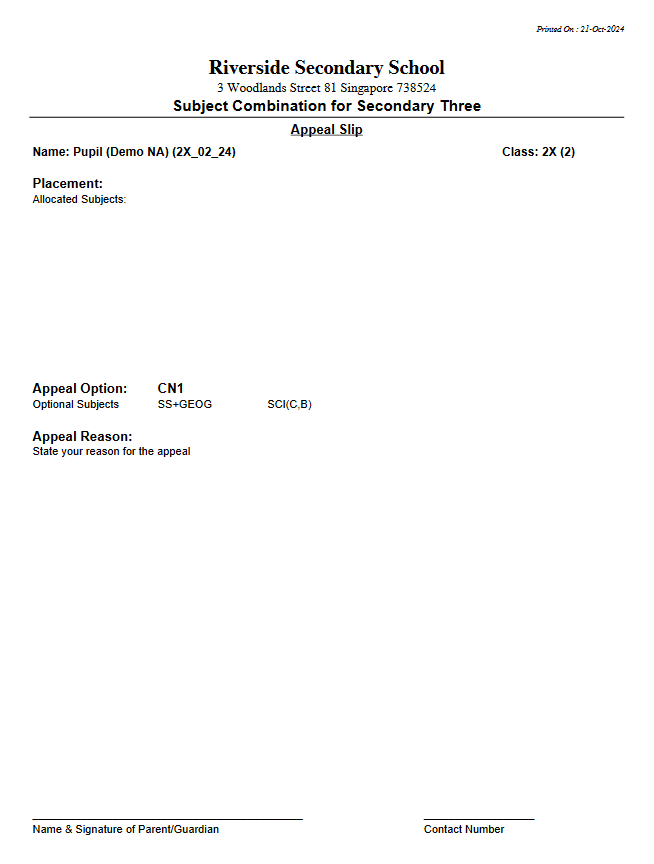 Printed On : 21-Oct-2024
Riverside Secondary School
3 Woodlands Street 81 Singapore 738524
Subject Combination for Secondary Three
Appeal Slip
Name: Pupil (Demo NA) (2X_02_24) Class: 2X (2)
Placement:
Allocated Subjects:
Appeal Option: CN1
Optional Subjects SS+GEOG SCI(C,B)
Appeal Reason:
State your reason for the appeal
Name & Signature of Parent/Guardian Contact Number